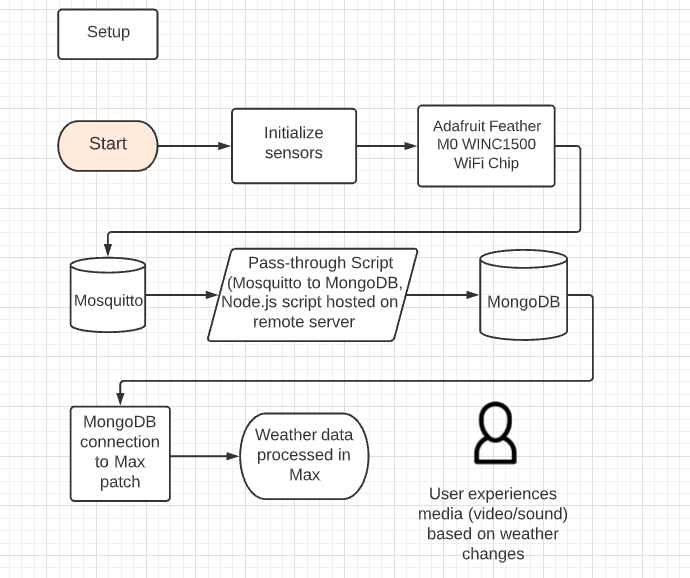 Setup
Start
Initialize
sensors
Adafruit Feather
M0 WINC1500
WiFi Chip
Mosquitto
Pass-through Script
(Mosquitto to MongoDB,
Node.js script hosted on
remote server
MongoDB
MongoDB
connection
to Max
patch
Weather data
processed in
Max
User experiences
media (video/sound)
based on weather
changes